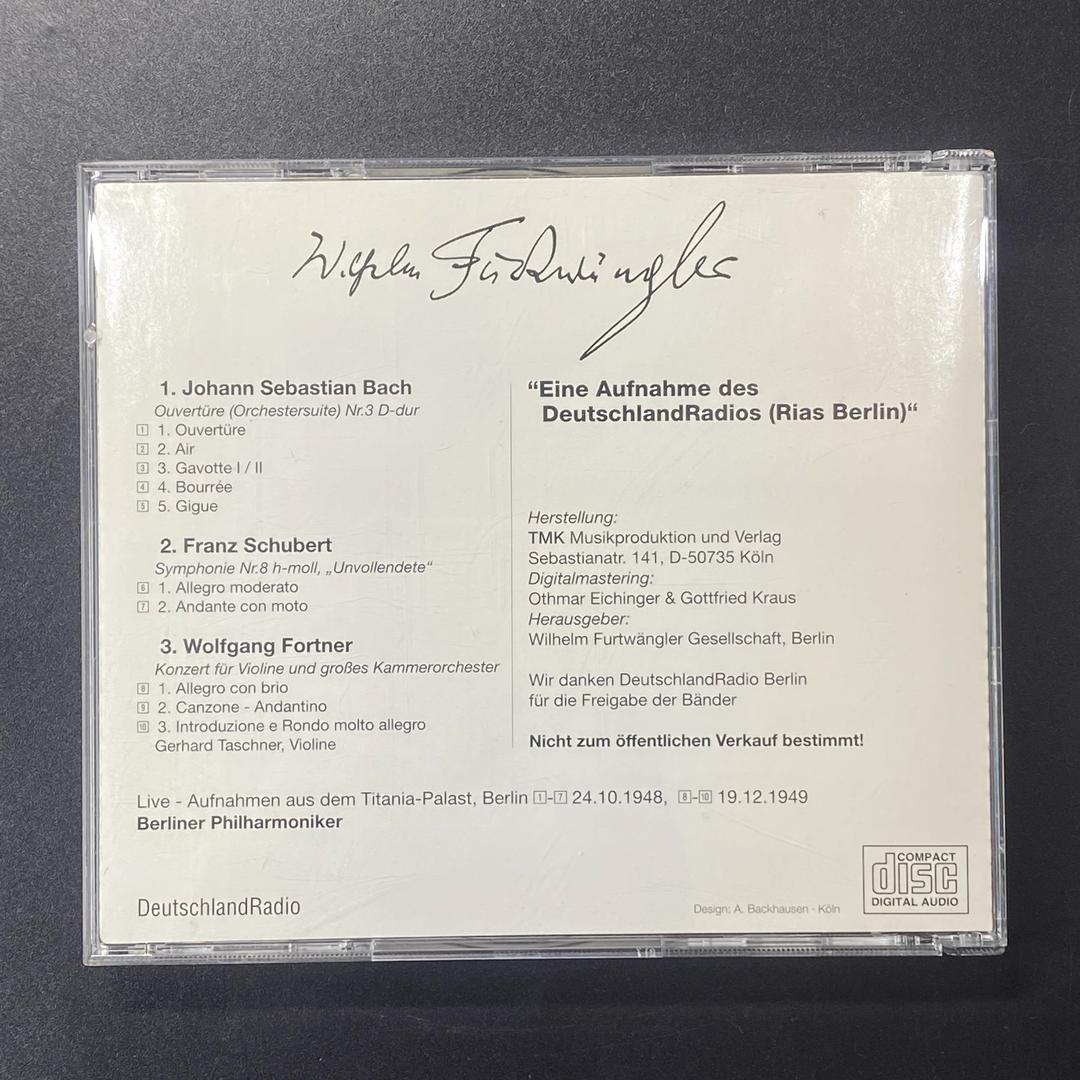 Wilhelm Furtwängler
1. Johann Sebastian Bach
Ouvertüre (Orchestersuite) Nr.3 D-dur
1 1. Ouvertüre
2 2. Air
3 3. Gavotte I / II
4 4. Bourrée
5 5. Gigue
2. Franz Schubert
Symphonie Nr.8 h-moll, „Unvollendete“
6 1. Allegro moderato
7 2. Andante con moto
3. Wolfgang Fortner
Konzert für Violine und großes Kammerorchester
8 1. Allegro con brio
9 2. Canzone - Andantino
10 3. Introduzione e Rondo molto allegro
Gerhard Taschner, Violine
“Eine Aufnahme des
DeutschlandRadios (Rias Berlin)“
Herstellung:
TMK Musikproduktion und Verlag
Sebastianatr. 141, D-50735 Köln
Digitalmastering:
Othmar Eichinger & Gottfried Kraus
Herausgeber:
Wilhelm Furtwängler Gesellschaft, Berlin
Wir danken DeutschlandRadio Berlin
für die Freigabe der Bänder
Nicht zum öffentlichen Verkauf bestimmt!
Live - Aufnahmen aus dem Titania-Palast, Berlin 1-7 24.10.1948, 8-10 19.12.1949
Berliner Philharmoniker
DeutschlandRadio
Design: A. Backhausen - Köln
COMPACT
disc
DIGITAL AUDIO